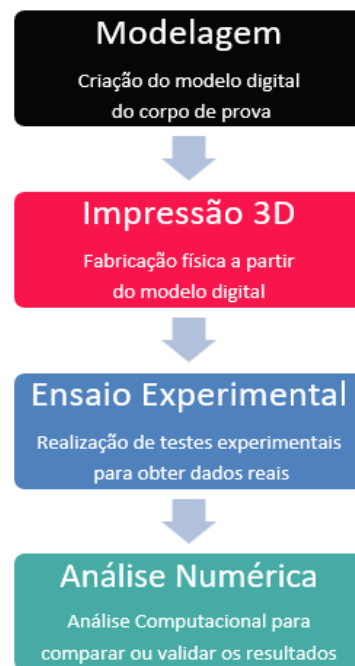 Modelagem
Criação do modelo digital
do corpo de prova
Impressão 3D
Fabricação física a partir
do modelo digital
Ensaio Experimental
Realização de testes experimentais
para obter dados reais
Análise Numérica
Análise Computacional para
comparar ou validar os resultados